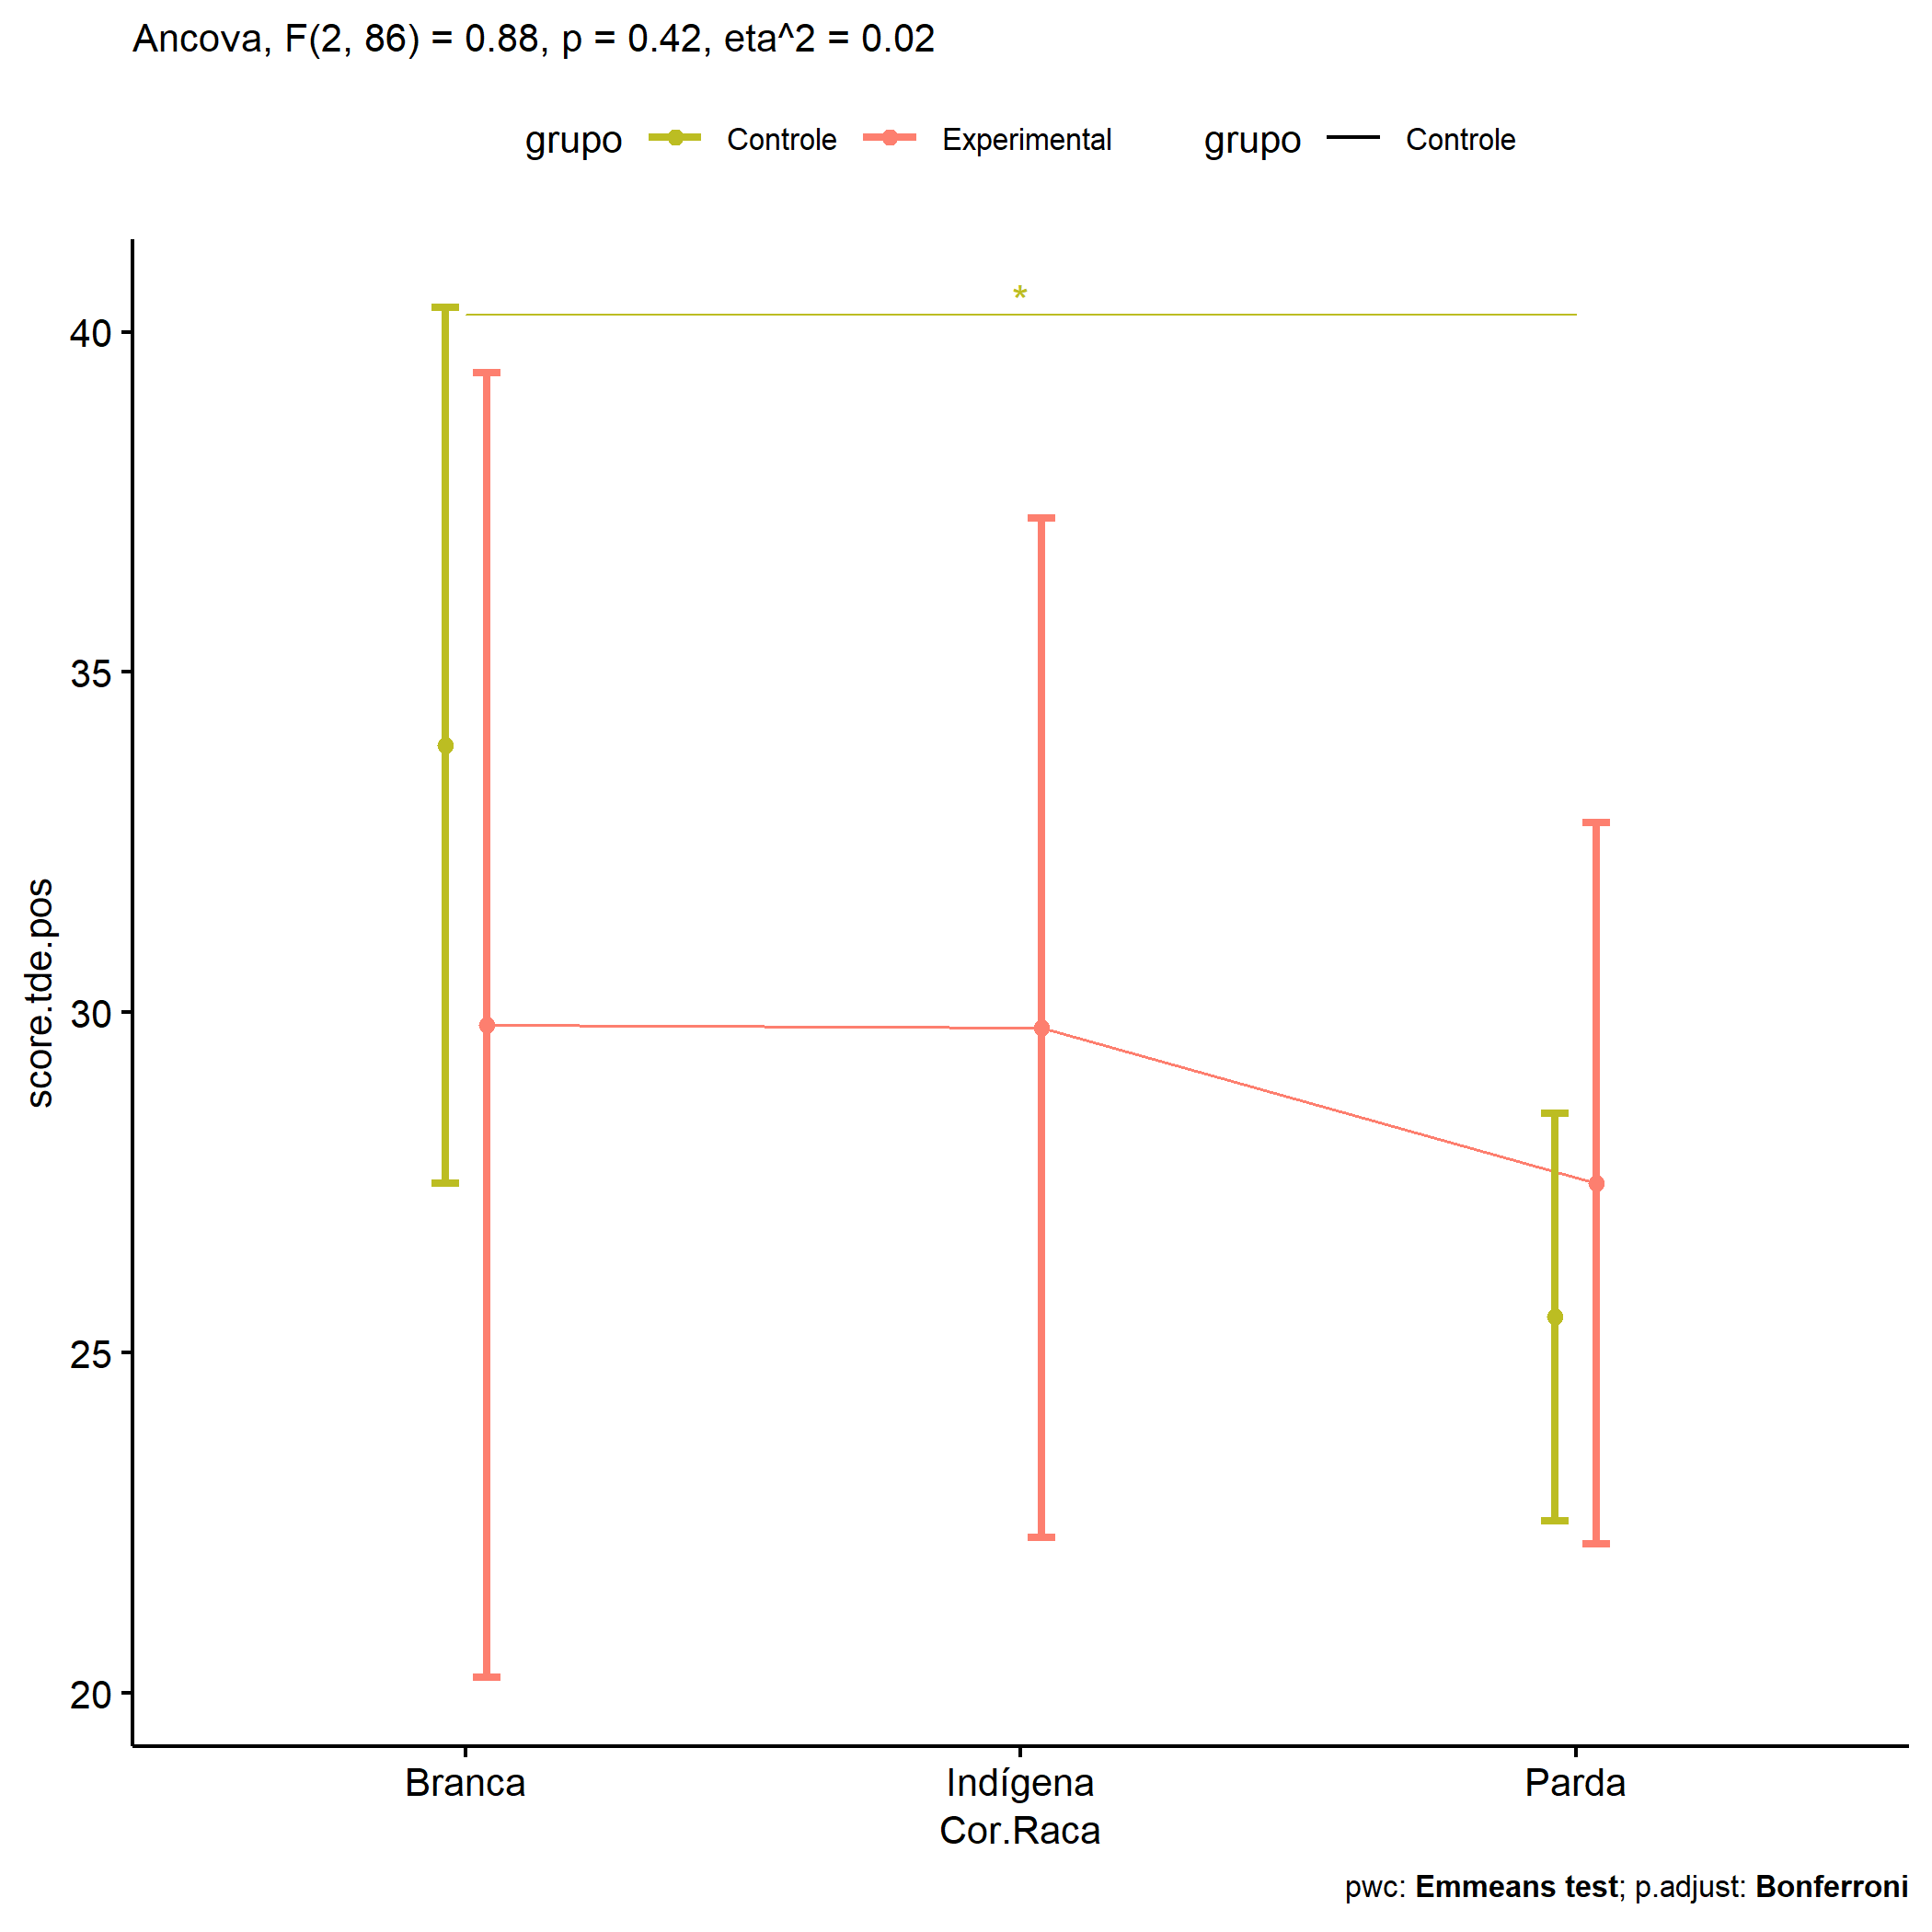 Ancova, F(2, 86) = 0.88, p = 0.42, eta^2 = 0.02
grupo Controle Experimental grupo Controle
*
40
35
30
25
20
score.tde.pos
Branca Indígena Parda
Cor.Raca
pwc: Emmeans test; p.adjust: Bonferroni